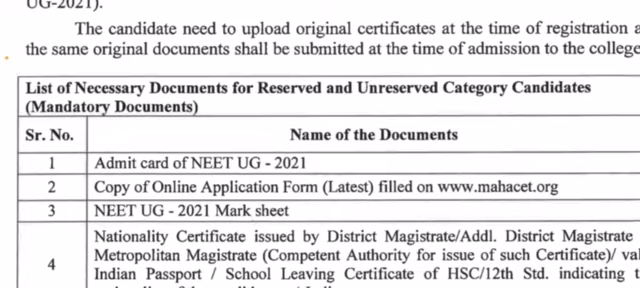 UG-2021).
The candidate need to upload original certificates at the time of registration
the same original documents shall be submitted at the time of admission to the college
List of Necessary Documents for Reserved and Unreserved Category Candidates
(Mandatory Documents)
Sr. No. Name of the Documents
1 Admit card of NEET UG - 2021
2 Copy of Online Application Form (Latest) filled on www.mahacet.org
3 NEET UG - 2021 Mark sheet
Nationality Certificate issued by District Magistrate/Addl. District Magistrate
Metropolitan Magistrate (Competent Authority for issue of such Certificate)/
4 Indian Passport / School Leaving Certificate of HSC/12th Std. indicating